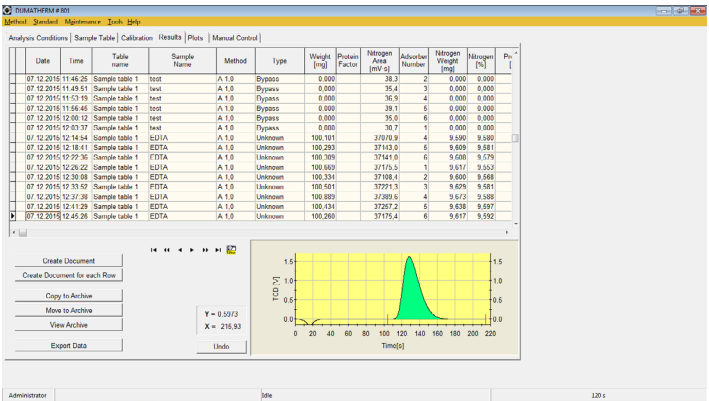 DUMATHERM # 801
Method Standard Maintenance Tools Help
Analysis Conditions Sample Table Calibration Results Plots Manual Control
Date Time Table name Sample Name Method Type Weight [mg] Protein Factor Nitrogen Area [mV·s] Adsorber Number Nitrogen Weight [mg] Nitrogen [%]
07.12.2015 11:46:26 Sample table 1 test A 1,0 Bypass 0,000 38,3 2 0,000 0,000
07.12.2015 11:49:51 Sample table 1 test A 1,0 Bypass 0,000 35,4 3 0,000 0,000
07.12.2015 11:53:19 Sample table 1 test A 1,0 Bypass 0,000 36,9 4 0,000 0,000
07.12.2015 11:56:45 Sample table 1 test A 1,0 Bypass 0,000 39,1 5 0,000 0,000
07.12.2015 12:00:12 Sample table 1 test A 1,0 Bypass 0,000 35,0 6 0,000 0,000
07.12.2015 12:03:37 Sample table 1 test A 1,0 Bypass 0,000 30,7 1 0,000 0,000
07.12.2015 12:14:54 Sample table 1 EDTA A 1,0 Unknown 100,101 37070,9 4 9,590 9,580
07.12.2015 12:18:41 Sample table 1 EDTA A 1,0 Unknown 100,293 37143,0 5 9,609 9,581
07.12.2015 12:22:36 Sample table 1 EDTA A 1,0 Unknown 100,309 37141,0 6 9,608 9,579
07.12.2015 12:26:22 Sample table 1 EDTA A 1,0 Unknown 100,669 37175,5 1 9,617 9,553
07.12.2015 12:30:08 Sample table 1 EDTA A 1,0 Unknown 100,334 37108,4 2 9,600 9,568
07.12.2015 12:33:52 Sample table 1 EDTA A 1,0 Unknown 100,501 37221,3 3 9,629 9,581
07.12.2015 12:37:38 Sample table 1 EDTA A 1,0 Unknown 100,889 37389,6 4 9,673 9,588
07.12.2015 12:41:29 Sample table 1 EDTA A 1,0 Unknown 100,434 37257,2 5 9,638 9,597
07.12.2015 12:45:26 Sample table 1 EDTA A 1,0 Unknown 100,260 37175,4 6 9,617 9,592
Create Document
Create Document for each Row
Copy to Archive
Move to Archive
View Archive
Export Data
Y = 0.5973
X = 216,93
Undo
TCD [V]
1.5 1.5
1.0 1.0
0.5 0.5
0.0 0.0
0 20 40 60 80 100 120 140 160 180 200 220
Time[s]
Administrator Idle 120 s